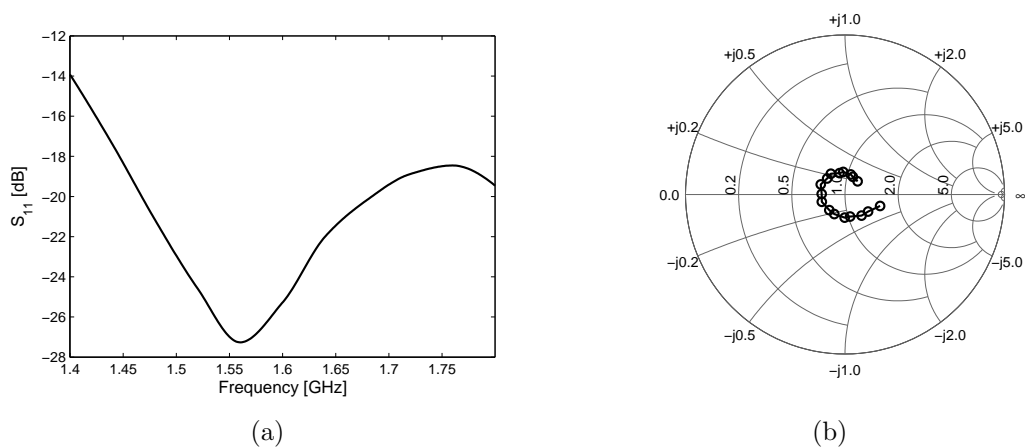 −12
−14
−16
−18
−20
−22
−24
−26
−28
S11 [dB]
1.4 1.45 1.5 1.55 1.6 1.65 1.7 1.75
Frequency [GHz]
(a)
+j1.0
+j0.5 +j2.0
+j0.2 +j5.0
0.0 0.2 0.5 1.0 2.0 5.0 ∞
−j0.2 −j5.0
−j0.5 −j2.0
−j1.0
(b)